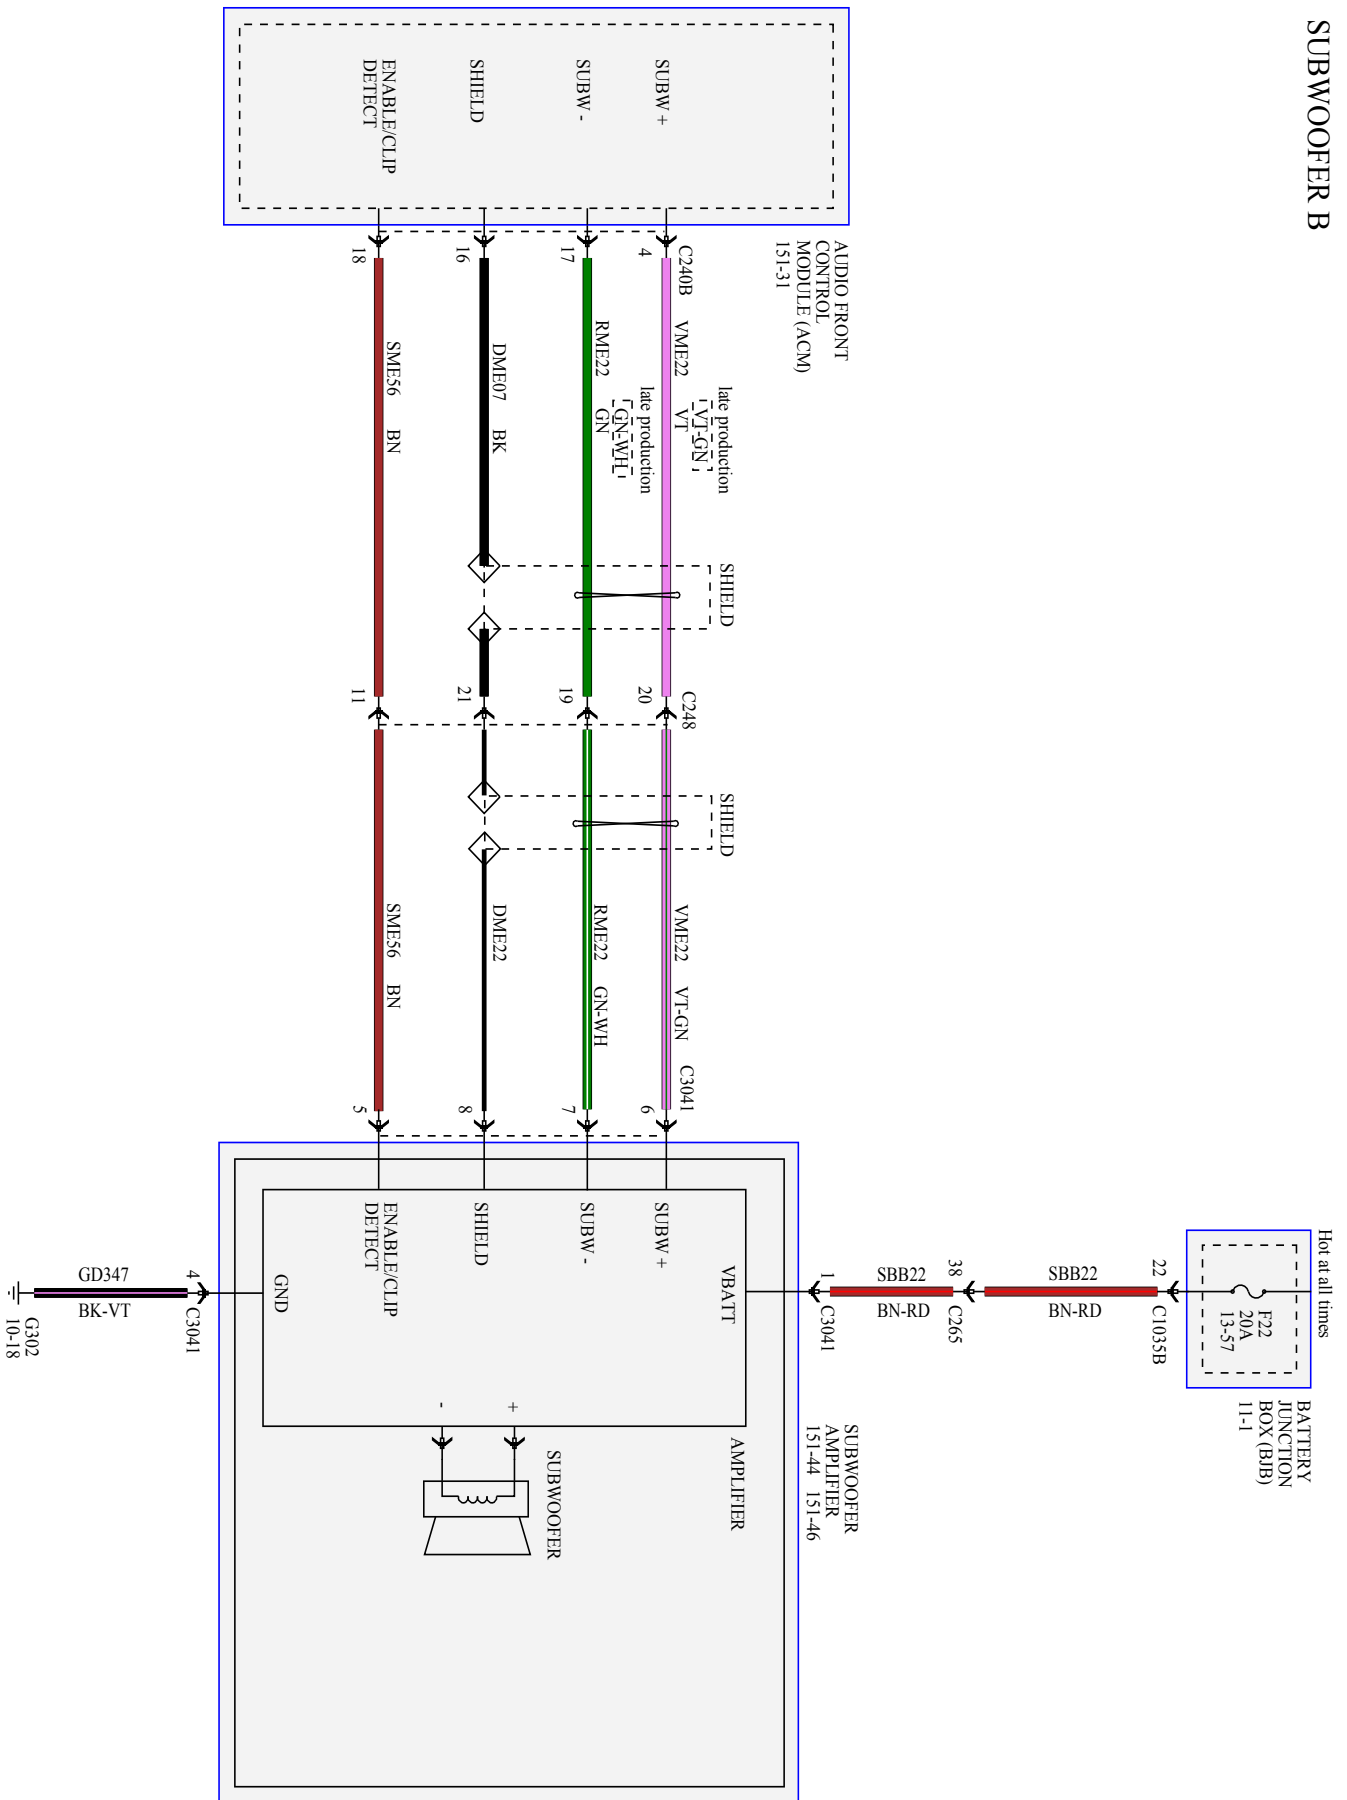 SUBWOOFER B
Hot at all times
F22
20A
13-57
BATTERY
JUNCTION
BOX (BJB)
11-1
22
C1035B
SBB22
BN-RD
38
C265
SBB22
BN-RD
1
C3041
AUDIO FRONT
CONTROL
MODULE (ACM)
151-31
SUBWOOFER
AMPLIFIER
151-44 151-46
SUBW +
4
C240B
VME22
late production
VT-GN
VT
SHIELD
20
C248
SHIELD
VME22
VT-GN
C3041
6
SUBW +
VBATT
AMPLIFIER
SUBW -
17
RME22
late production
GN-WH
GN
19
RME22
GN-WH
7
SUBW -
SHIELD
16
DME07
BK
21
DME22
8
SHIELD
+
-
SUBWOOFER
ENABLE/CLIP
DETECT
18
SME56
BN
11
SME56
BN
5
ENABLE/CLIP
DETECT
GND
4
C3041
GD347
BK-VT
G302
10-18